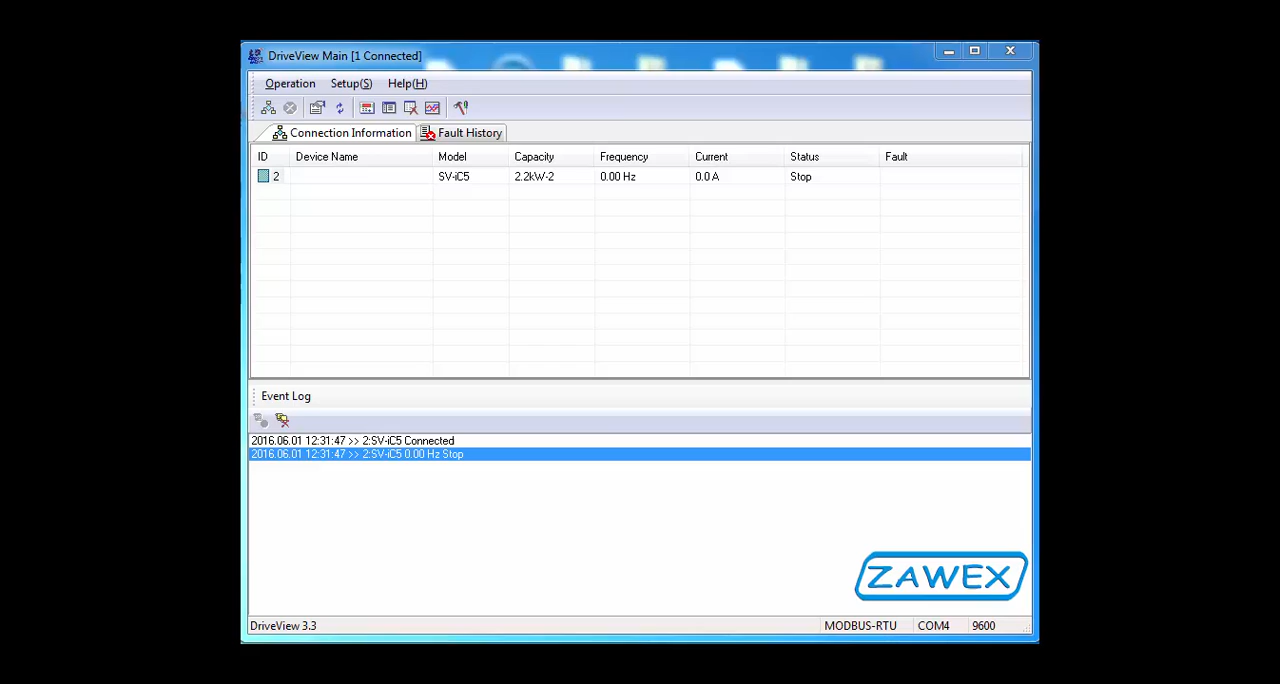 DriveView Main [1 Connected]
Operation Setup(S) Help(H)
Connection Information Fault History
ID Device Name Model Capacity Frequency Current Status Fault
2 SV-iC5 2.2kW-2 0.00 Hz 0.0 A Stop
Event Log
2016.06.01 12:31:47 >> 2:SV-iC5 Connected
2016.06.01 12:31:47 >> 2:SV-iC5 0.00 Hz Stop
ZAWEX
DriveView 3.3 MODBUS-RTU COM4 9600